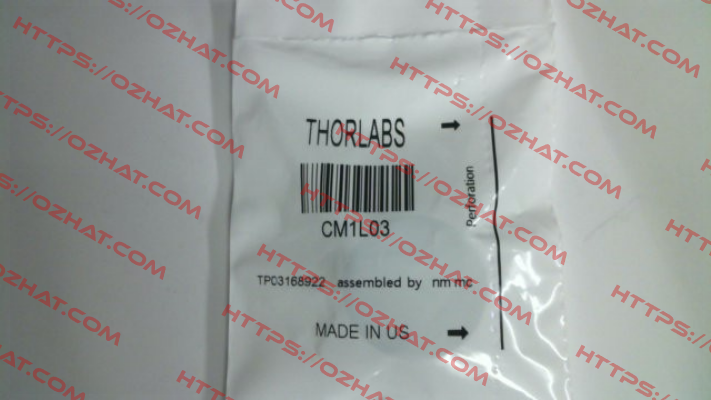 THORLABS
CM1L03
TP03168922 assembled by nm mc
MADE IN US
Perforation
HTTPS://OZHAT.COM